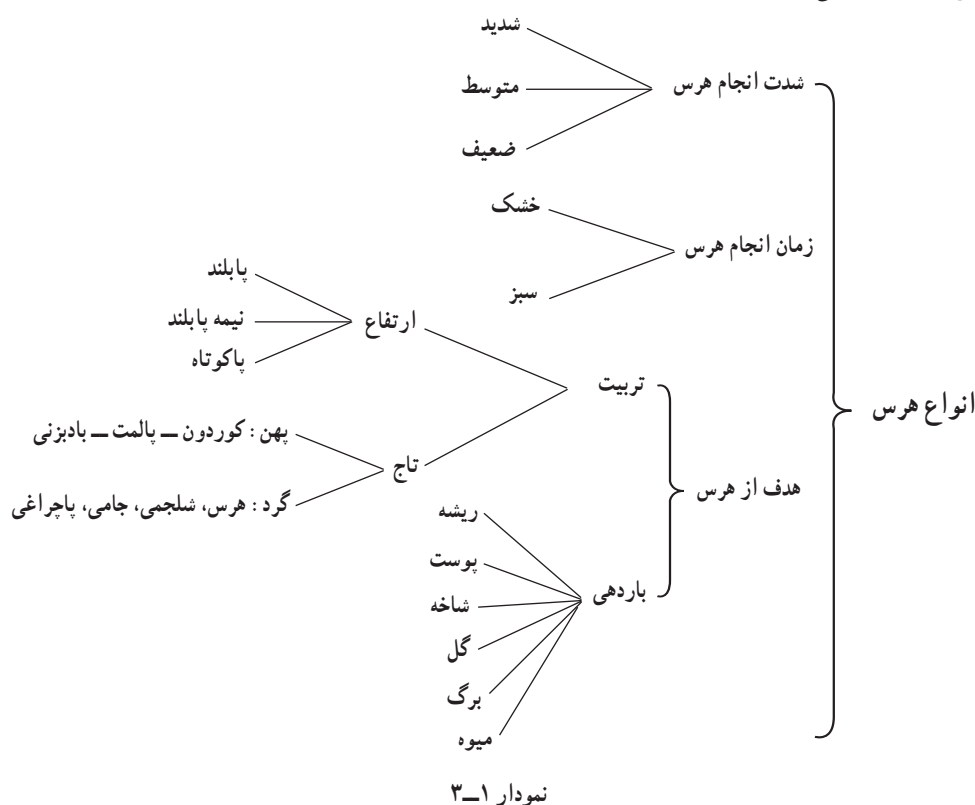 انواع هرس
شدت انجام هرس
شدید
متوسط
ضعیف
زمان انجام هرس
خشک
سبز
هدف از هرس
تربیت
ارتفاع
پابلند
نیمه پابلند
پاکوتاه
تاج
پهن : کوردون ــ پالمت ــ بادبزنی
گرد : هرس، شلجمی، جامی، پاچراغی
باردهی
ریشه
پوست
شاخه
گل
برگ
میوه
نمودار ۱ــ۳